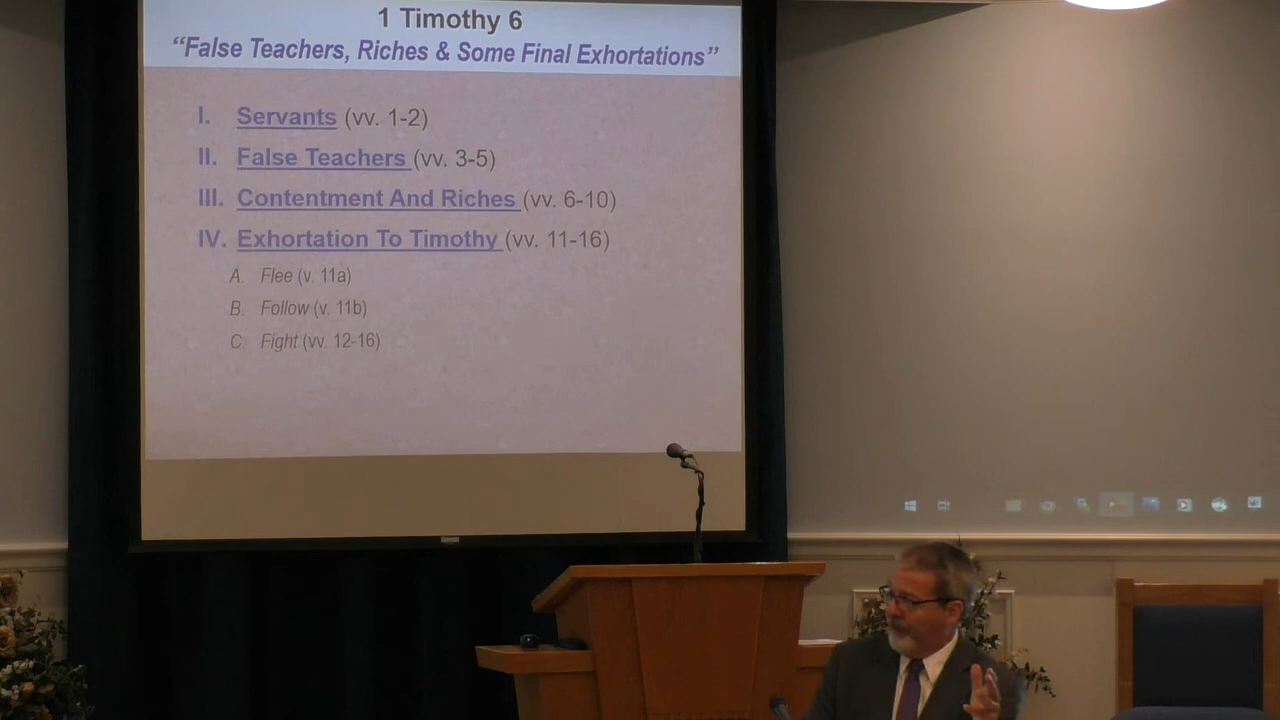 1 Timothy 6
“False Teachers, Riches & Some Final Exhortations”
I. Servants (vv. 1-2)
II. False Teachers (vv. 3-5)
III. Contentment And Riches (vv. 6-10)
IV. Exhortation To Timothy (vv. 11-16)
A. Flee (v. 11a)
B. Follow (v. 11b)
C. Fight (vv. 12-16)